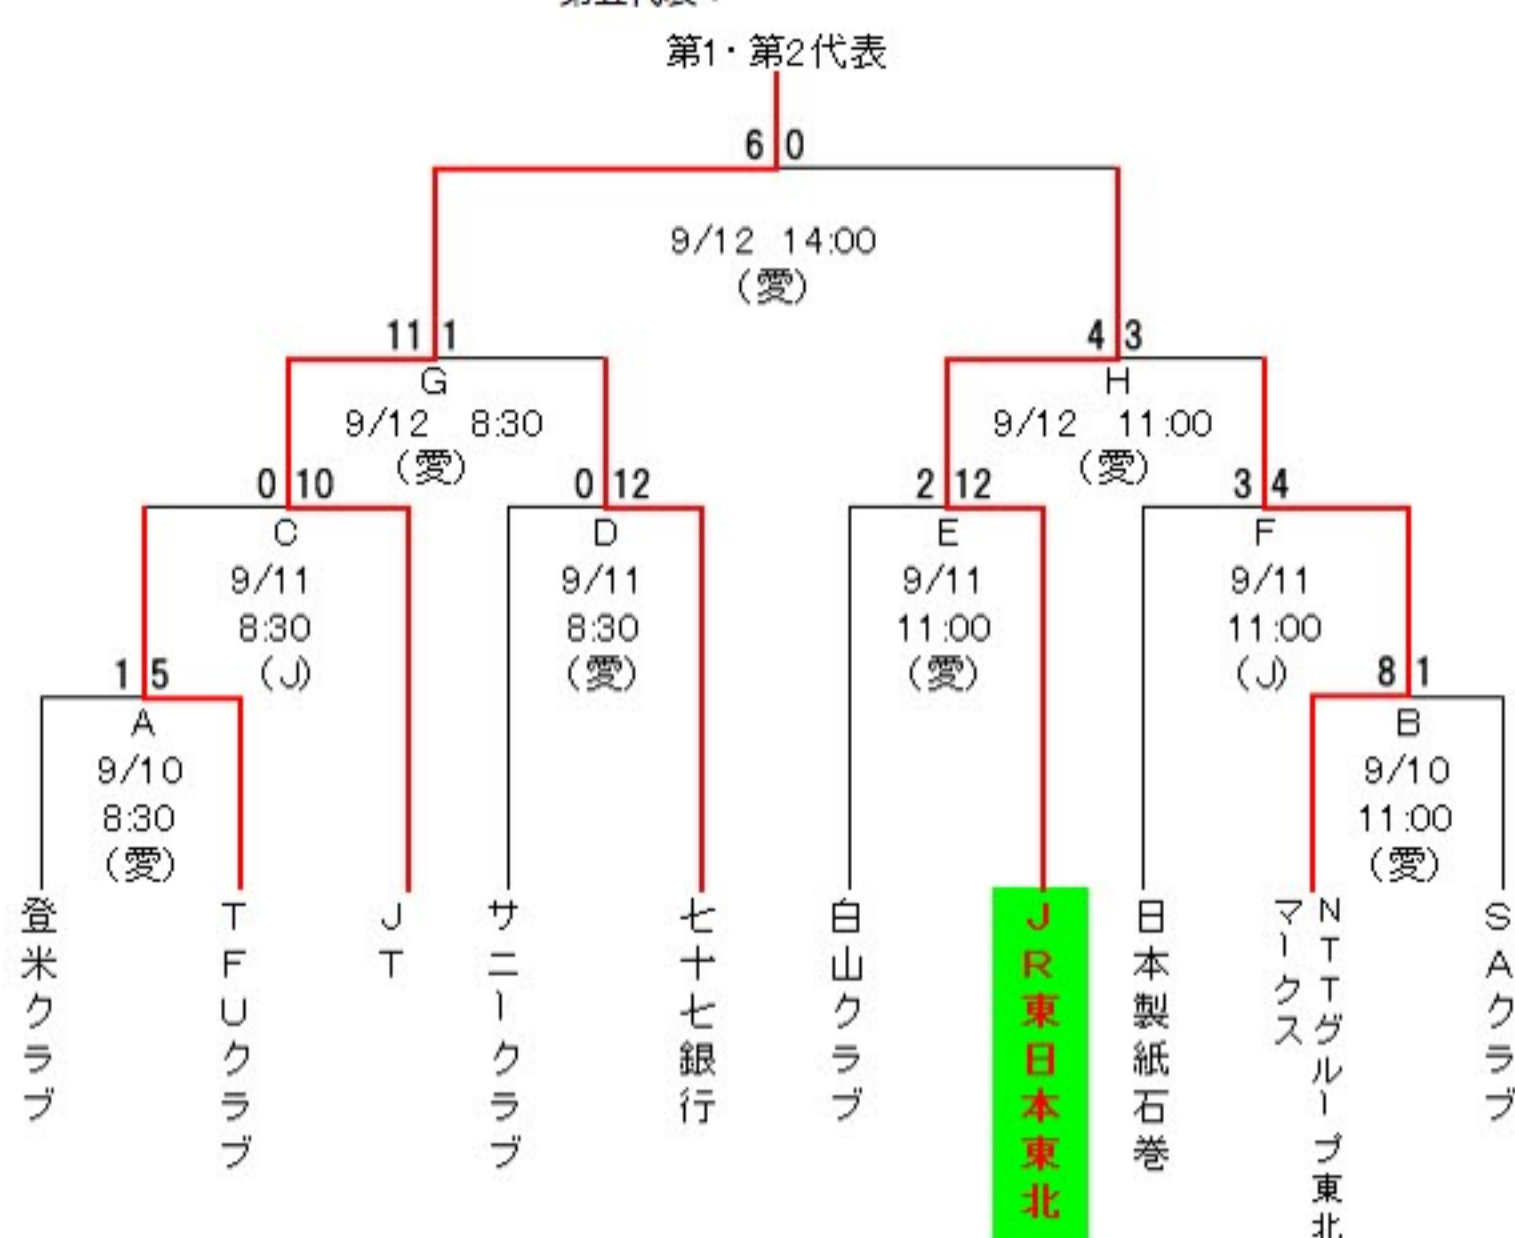 第1・第2代表
6 0
9/12 14:00
(愛)
11 1
4 3
G
H
9/12 8:30
9/12 11:00
(愛)
(愛)
0 10
0 12
2 12
3 4
C
D
E
F
9/11
9/11
9/11
9/11
8:30
8:30
11:00
11:00
(J)
(愛)
(愛)
(J)
1 5
8 1
A
B
9/10
9/10
8:30
11:00
(愛)
(愛)
登米クラブ
TFUクラブ
JT
サニークラブ
七十七銀行
白山クラブ
JR東日本東北
日本製紙石巻
NTTグループ東北
マークス
SAクラブ